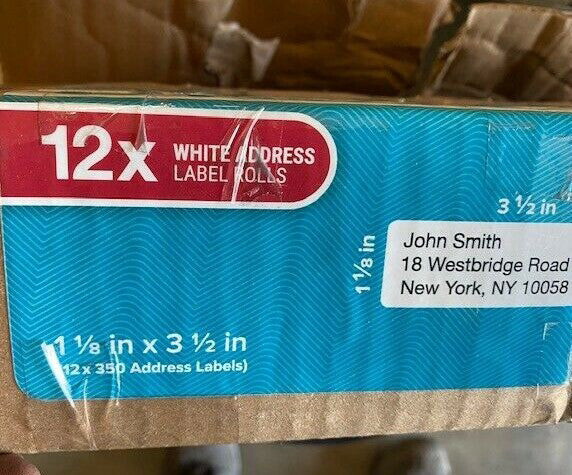 12x WHITE ADDRESS
LABEL ROLLS
3 ½ in
1 ⅛ in
John Smith
18 Westbridge Road
New York, NY 10058
1 ⅛ in x 3 ½ in
(12 x 350 Address Labels)